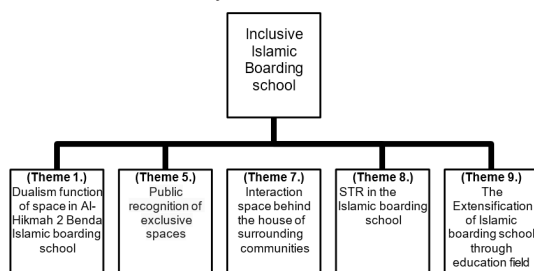 Inclusive
Islamic
Boarding
school
(Theme 1.)
Dualism function
of space in Al-
Hikmah 2 Benda
Islamic boarding
school
(Theme 5.)
Public
recognition of
exclusive
spaces
(Theme 7.)
Interaction
space behind
the house of
surrounding
communities
(Theme 8.)
STR in the
Islamic boarding
school
(Theme 9.)
The
Extensification
of Islamic
boarding school
through
education field